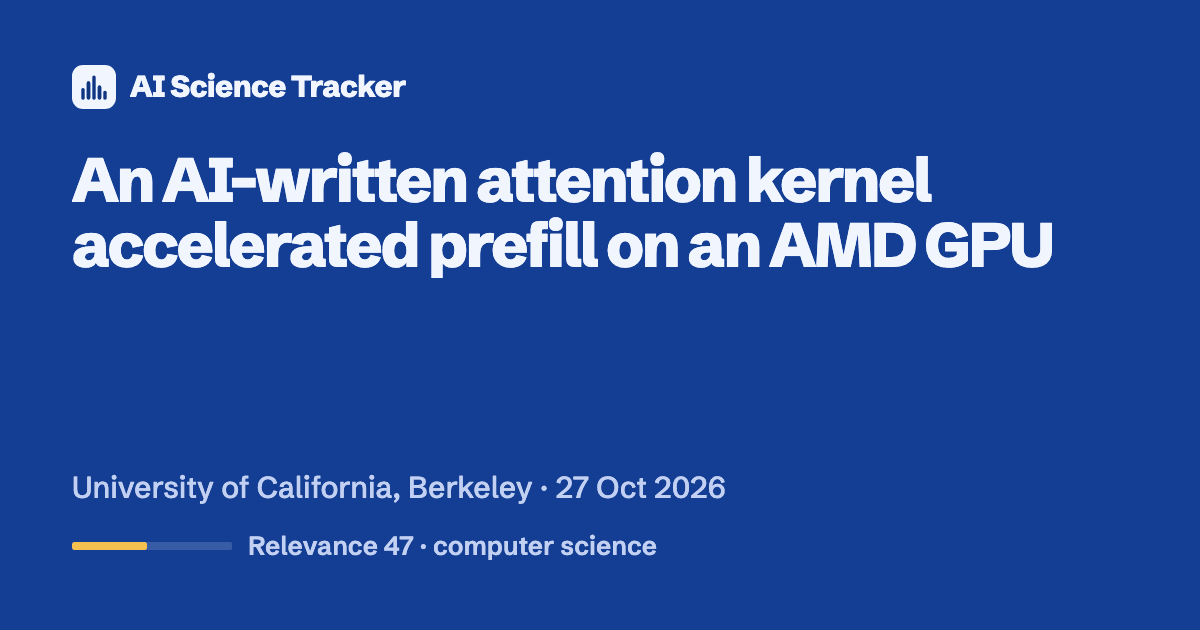 AI Science Tracker
An AI-written attention kernel
accelerated prefill on an AMD GPU
University of California, Berkeley · 27 Oct 2026
Relevance 47 · computer science